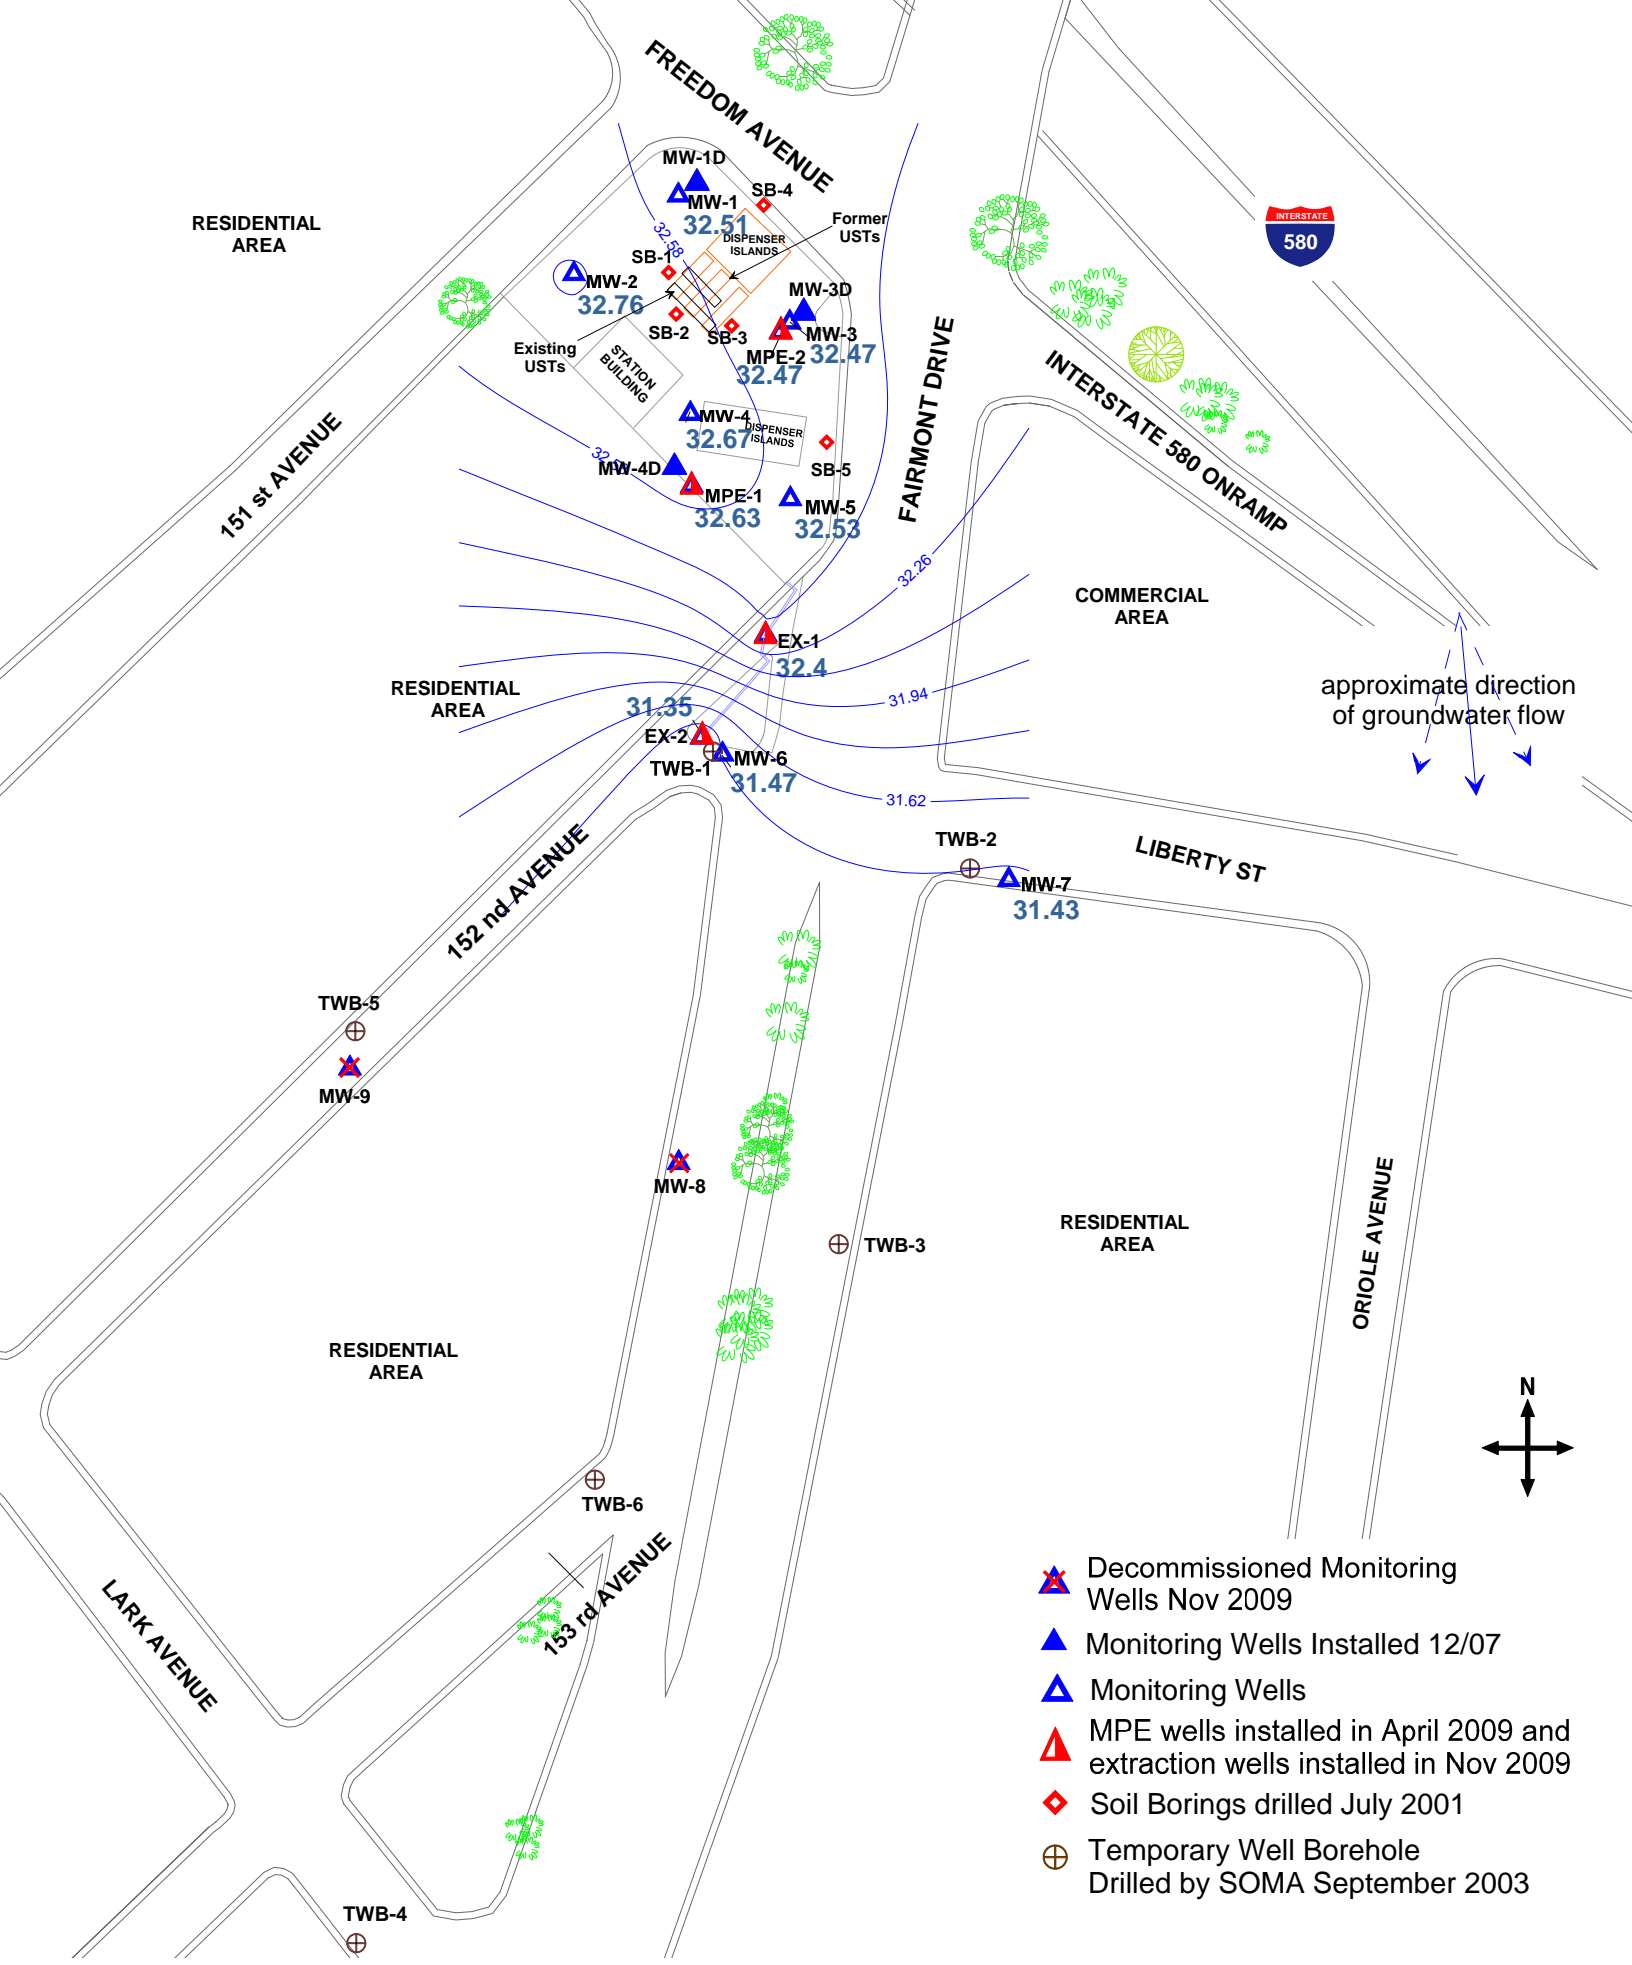 FREEDOM AVENUE
MW-1D
SB-4
MW-1
32.51
Former
USTs
DISPENSER
ISLANDS
32.58
SB-1
MW-2
32.76
MW-3D
SB-2
SB-3
MW-3
32.47
MPE-2
32.47
Existing
USTs
STATION
BUILDING
MW-4
32.67
DISPENSER
ISLANDS
MW-4D
SB-5
MPE-1
32.63
MW-5
32.53
RESIDENTIAL
AREA
151 st AVENUE
FAIRMONT DRIVE
INTERSTATE
580
INTERSTATE 580 ONRAMP
32.26
COMMERCIAL
AREA
EX-1
32.4
RESIDENTIAL
AREA
31.94
31.35
EX-2
TWB-1
MW-6
31.47
31.62
approximate direction
of groundwater flow
TWB-2
LIBERTY ST
MW-7
31.43
152 nd AVENUE
TWB-5
MW-9
MW-8
TWB-3
RESIDENTIAL
AREA
ORIOLE AVENUE
RESIDENTIAL
AREA
N
TWB-6
153 rd AVENUE
LARK AVENUE
TWB-4
Decommissioned Monitoring
Wells Nov 2009
Monitoring Wells Installed 12/07
Monitoring Wells
MPE wells installed in April 2009 and
extraction wells installed in Nov 2009
Soil Borings drilled July 2001
Temporary Well Borehole
Drilled by SOMA September 2003